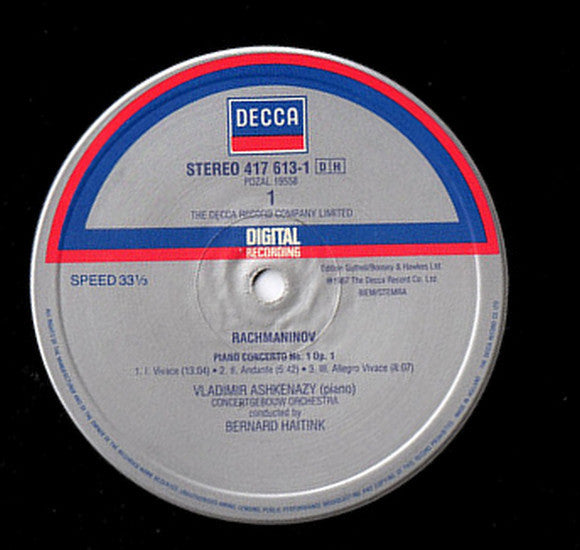 DECCA
STEREO 417 613-1 DH
POZAL 19558
1
THE DECCA RECORD COMPANY LIMITED
DIGITAL
RECORDING
SPEED 33⅓
Edition Gutheil/Boosey & Hawkes Ltd.
℗1987 The Decca Record Co. Ltd.
BIEM/STEMRA
RACHMANINOV
PIANO CONCERTO No. 1 Op. 1
1. I. Vivace (13.04) • 2. II. Andante (6.42) • 3. III. Allegro Vivace (8.07)
VLADIMIR ASHKENAZY (piano)
CONCERTGEBOUW ORCHESTRA
conducted by
BERNARD HAITINK